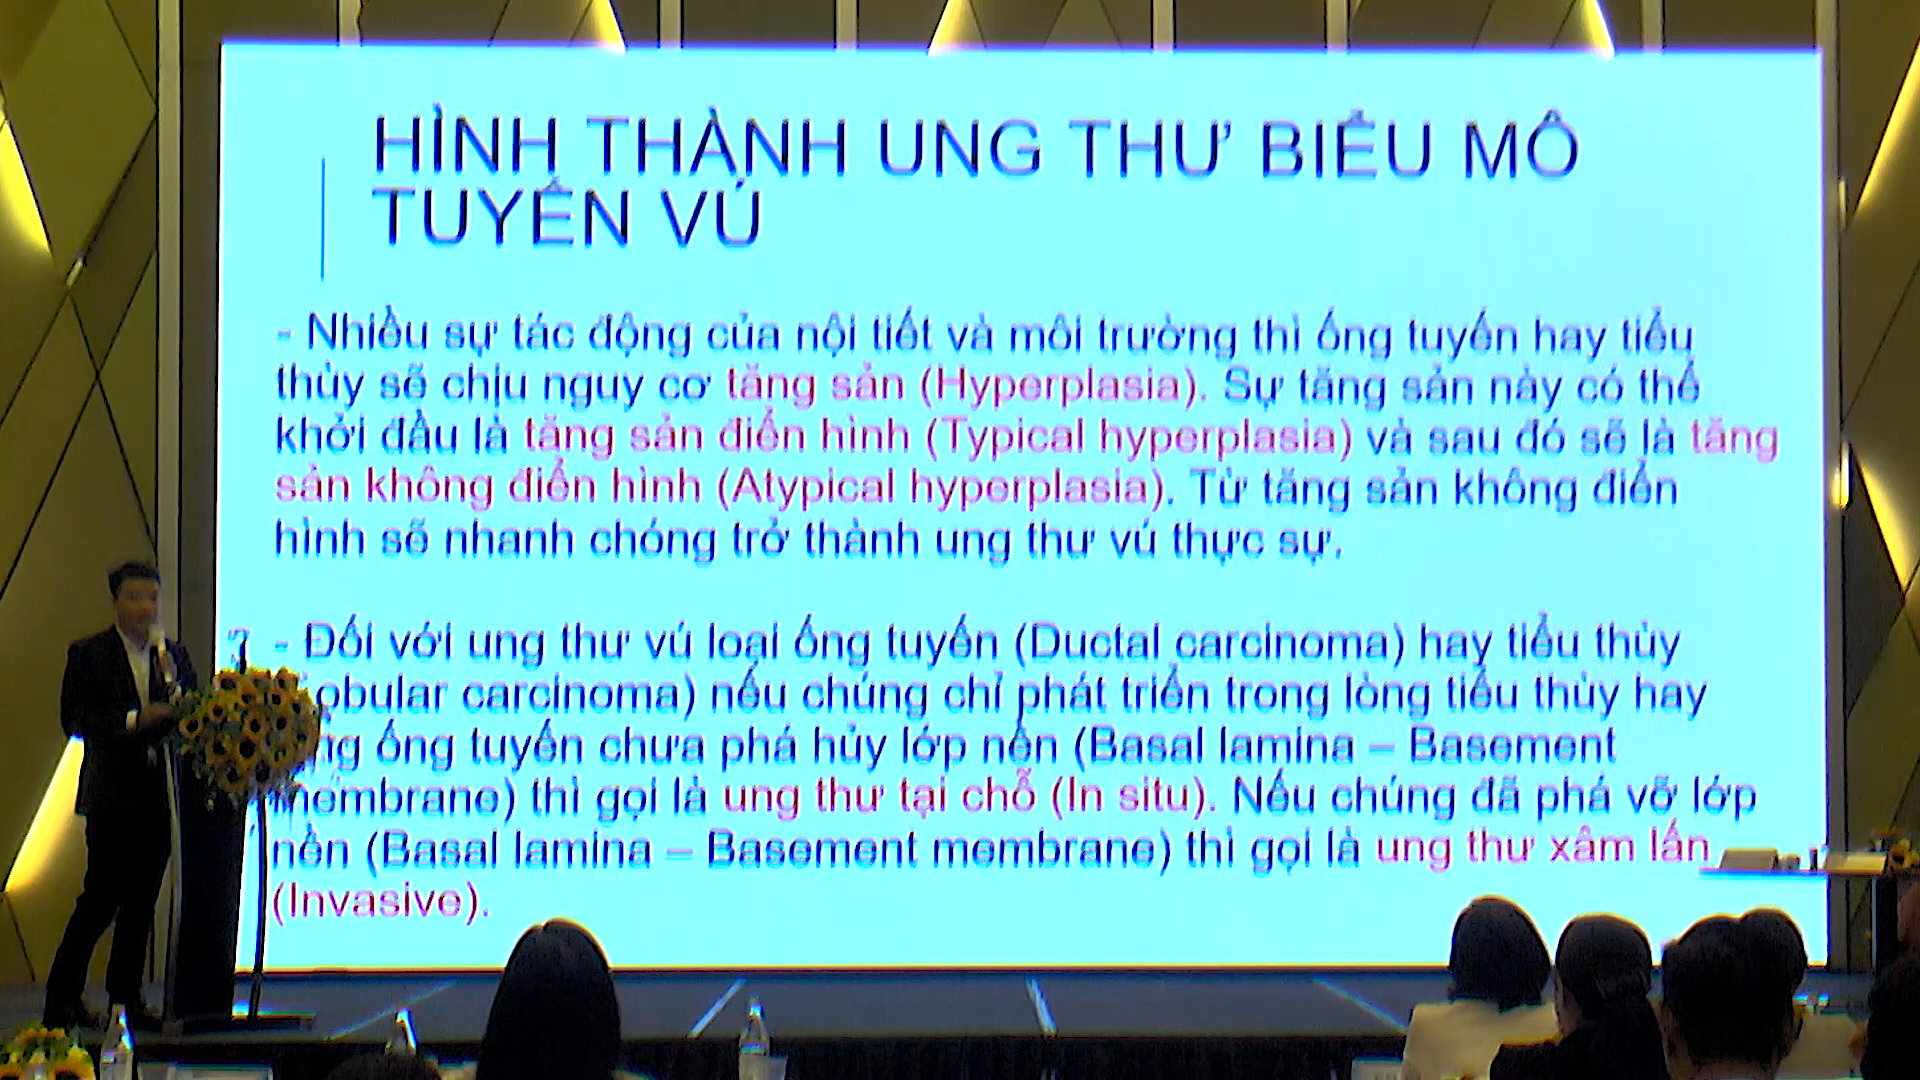 HÌNH THÀNH UNG THƯ BIỂU MÔ
TUYẾN VÚ
- Nhiều sự tác động của nội tiết và môi trường thì ống tuyến hay tiểu
thùy sẽ chịu nguy cơ tăng sản (Hyperplasia). Sự tăng sản này có thể
khởi đầu là tăng sản điển hình (Typical hyperplasia) và sau đó sẽ là tăng
sản không điển hình (Atypical hyperplasia). Từ tăng sản không điển
hình sẽ nhanh chóng trở thành ung thư vú thực sự.
- Đối với ung thư vú loại ống tuyến (Ductal carcinoma) hay tiểu thùy
obular carcinoma) nếu chúng chỉ phát triển trong lòng tiểu thùy hay
ống tuyến chưa phá hủy lớp nền (Basal lamina – Basement
membrane) thì gọi là ung thư tại chỗ (In situ). Nếu chúng đã phá vỡ lớp
nền (Basal lamina – Basement membrane) thì gọi là ung thư xâm lấn
(Invasive).